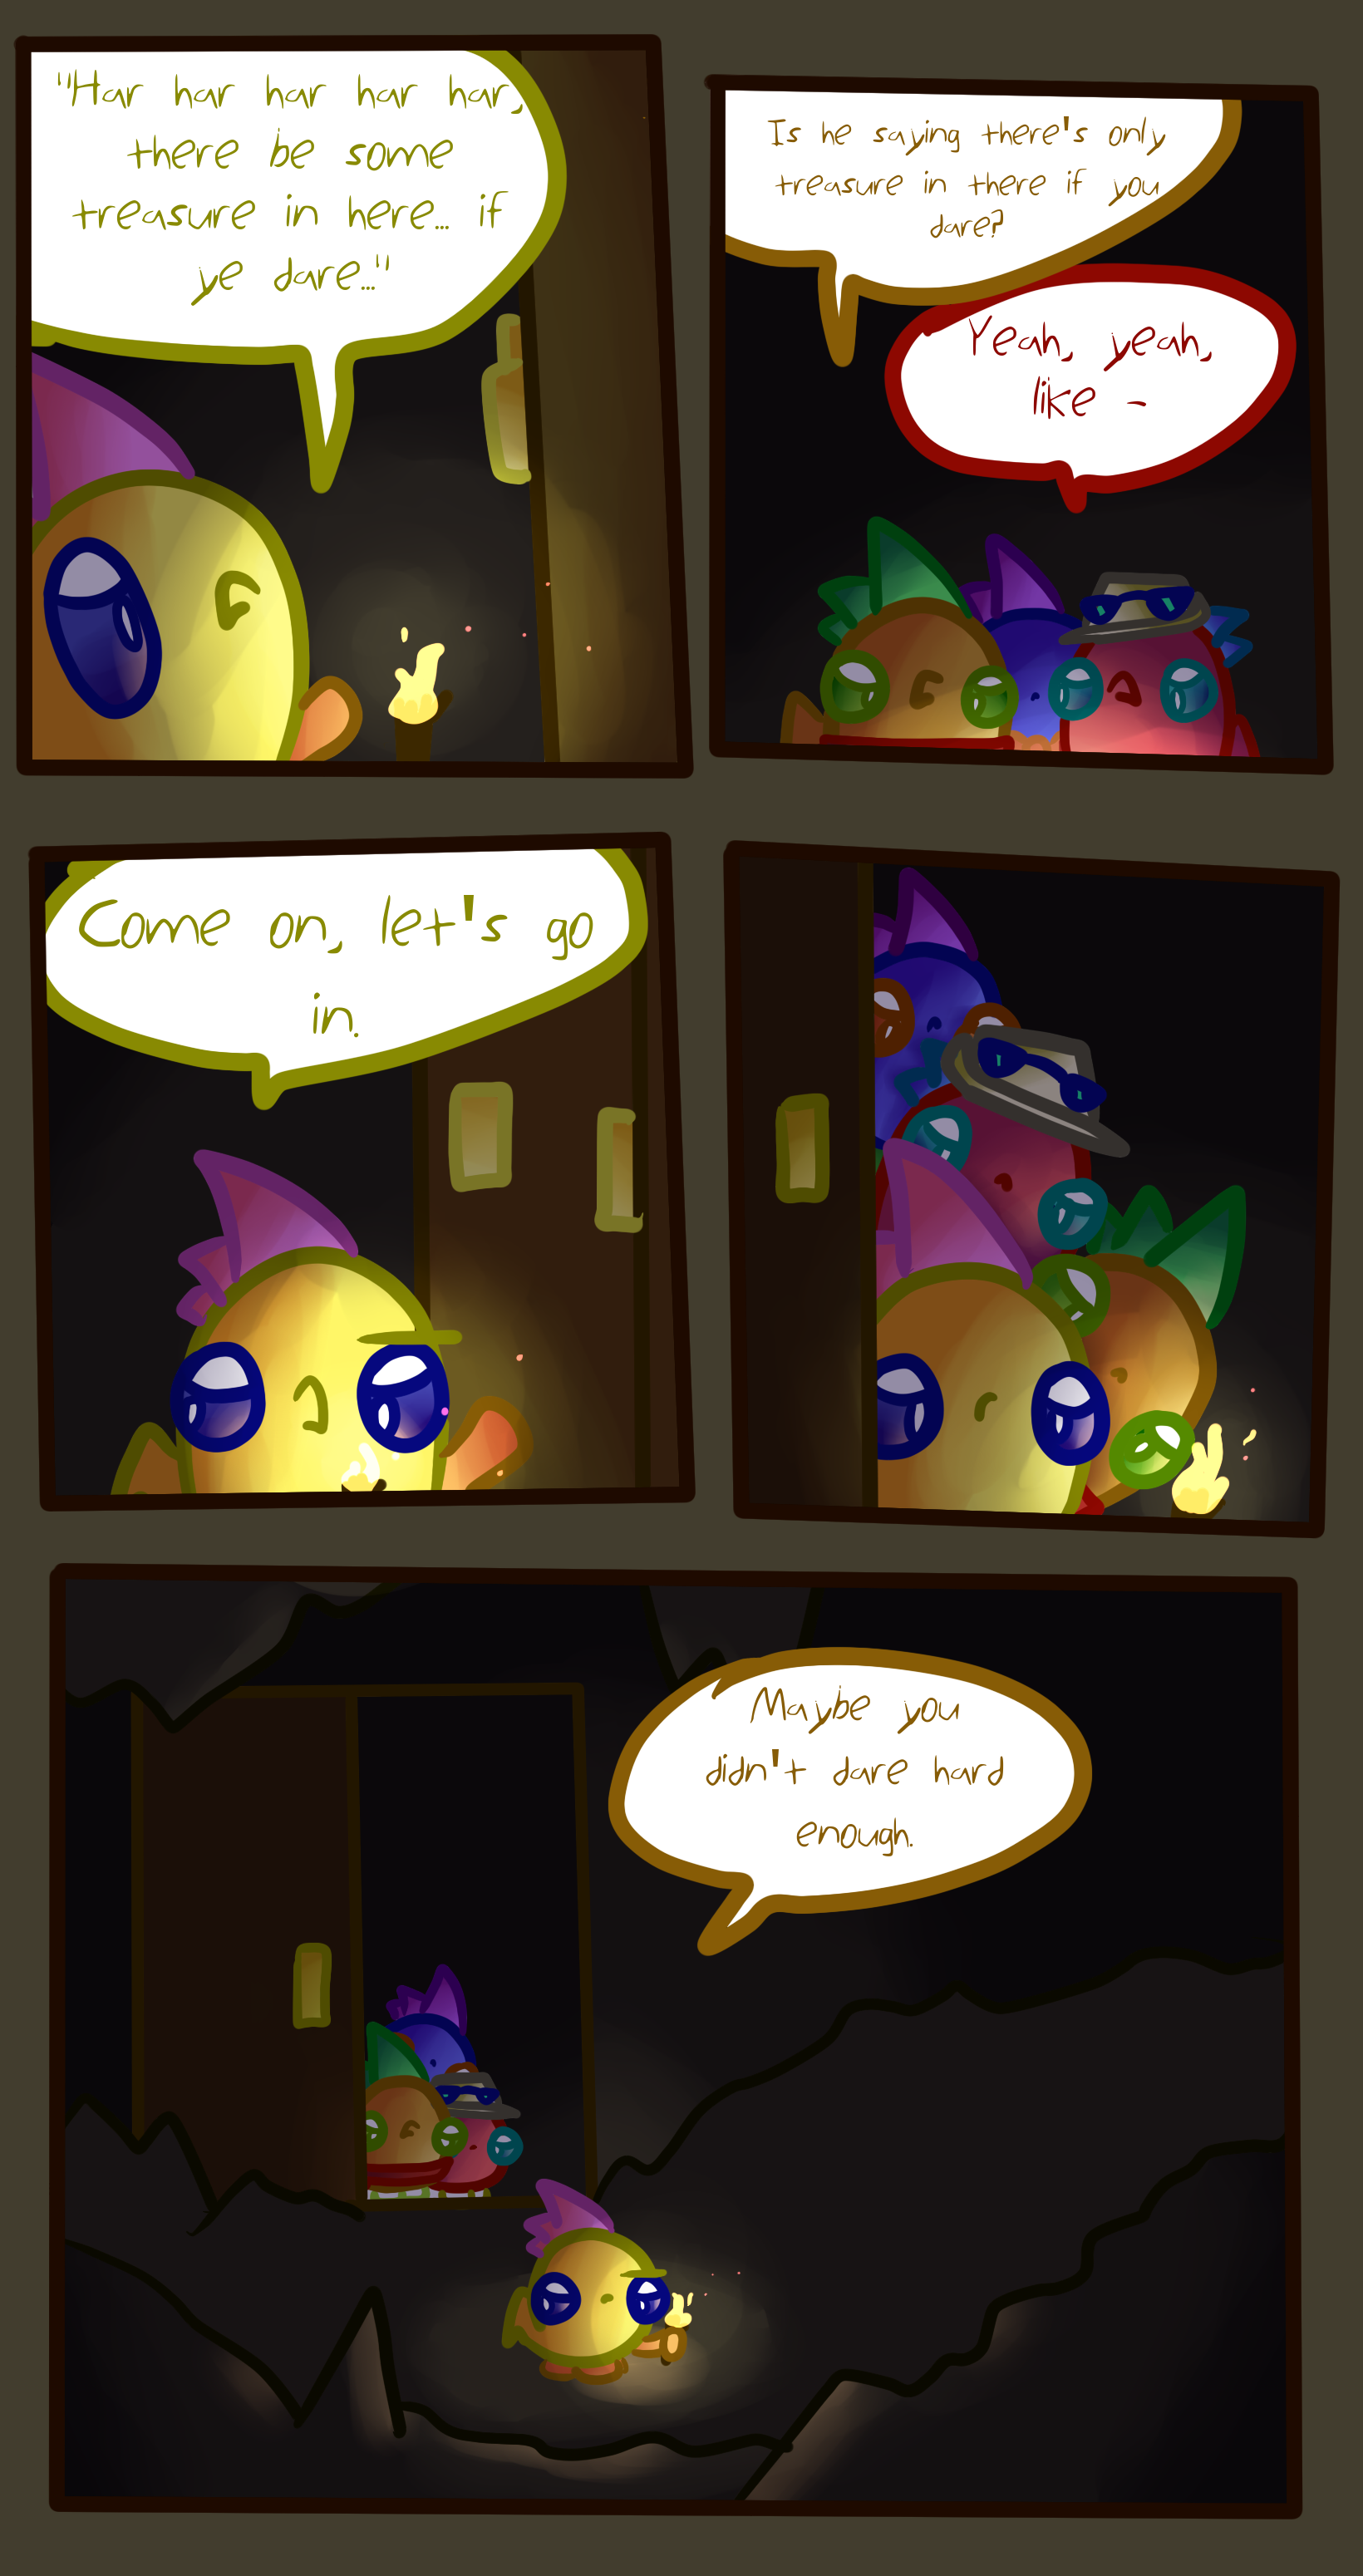 "Har har har har har,
there be some
treasure in here... if
ye dare..."
Is he saying there's only
treasure in there if you
dare?
Yeah, yeah,
like -
Come on, let's go
in.
Maybe you
didn't dare hard
enough.